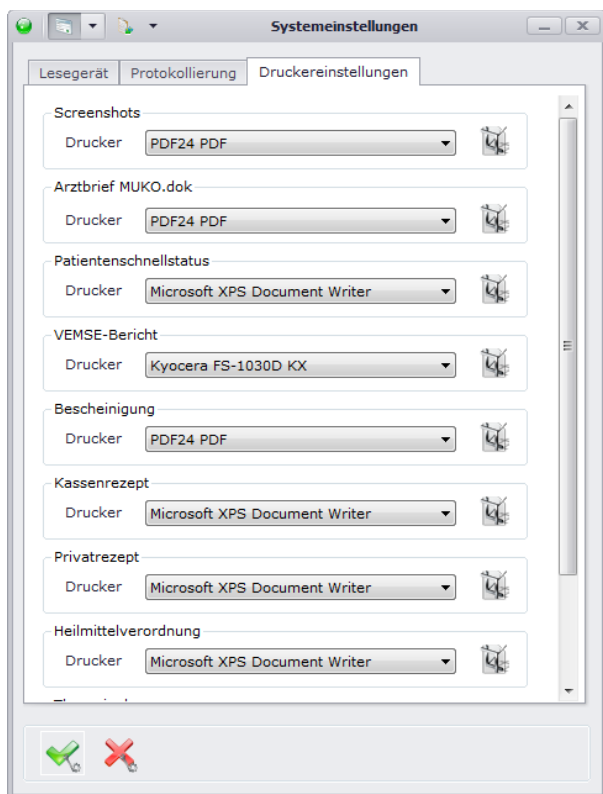 Systemeinstellungen
Lesegerät Protokollierung Druckereinstellungen
Screenshots
Drucker PDF24 PDF
Arztbrief MUKO.dok
Drucker PDF24 PDF
Patientenschnellstatus
Drucker Microsoft XPS Document Writer
VEMSE-Bericht
Drucker Kyocera FS-1030D KX
Bescheinigung
Drucker PDF24 PDF
Kassenrezept
Drucker Microsoft XPS Document Writer
Privatrezept
Drucker Microsoft XPS Document Writer
Heilmittelverordnung
Drucker Microsoft XPS Document Writer